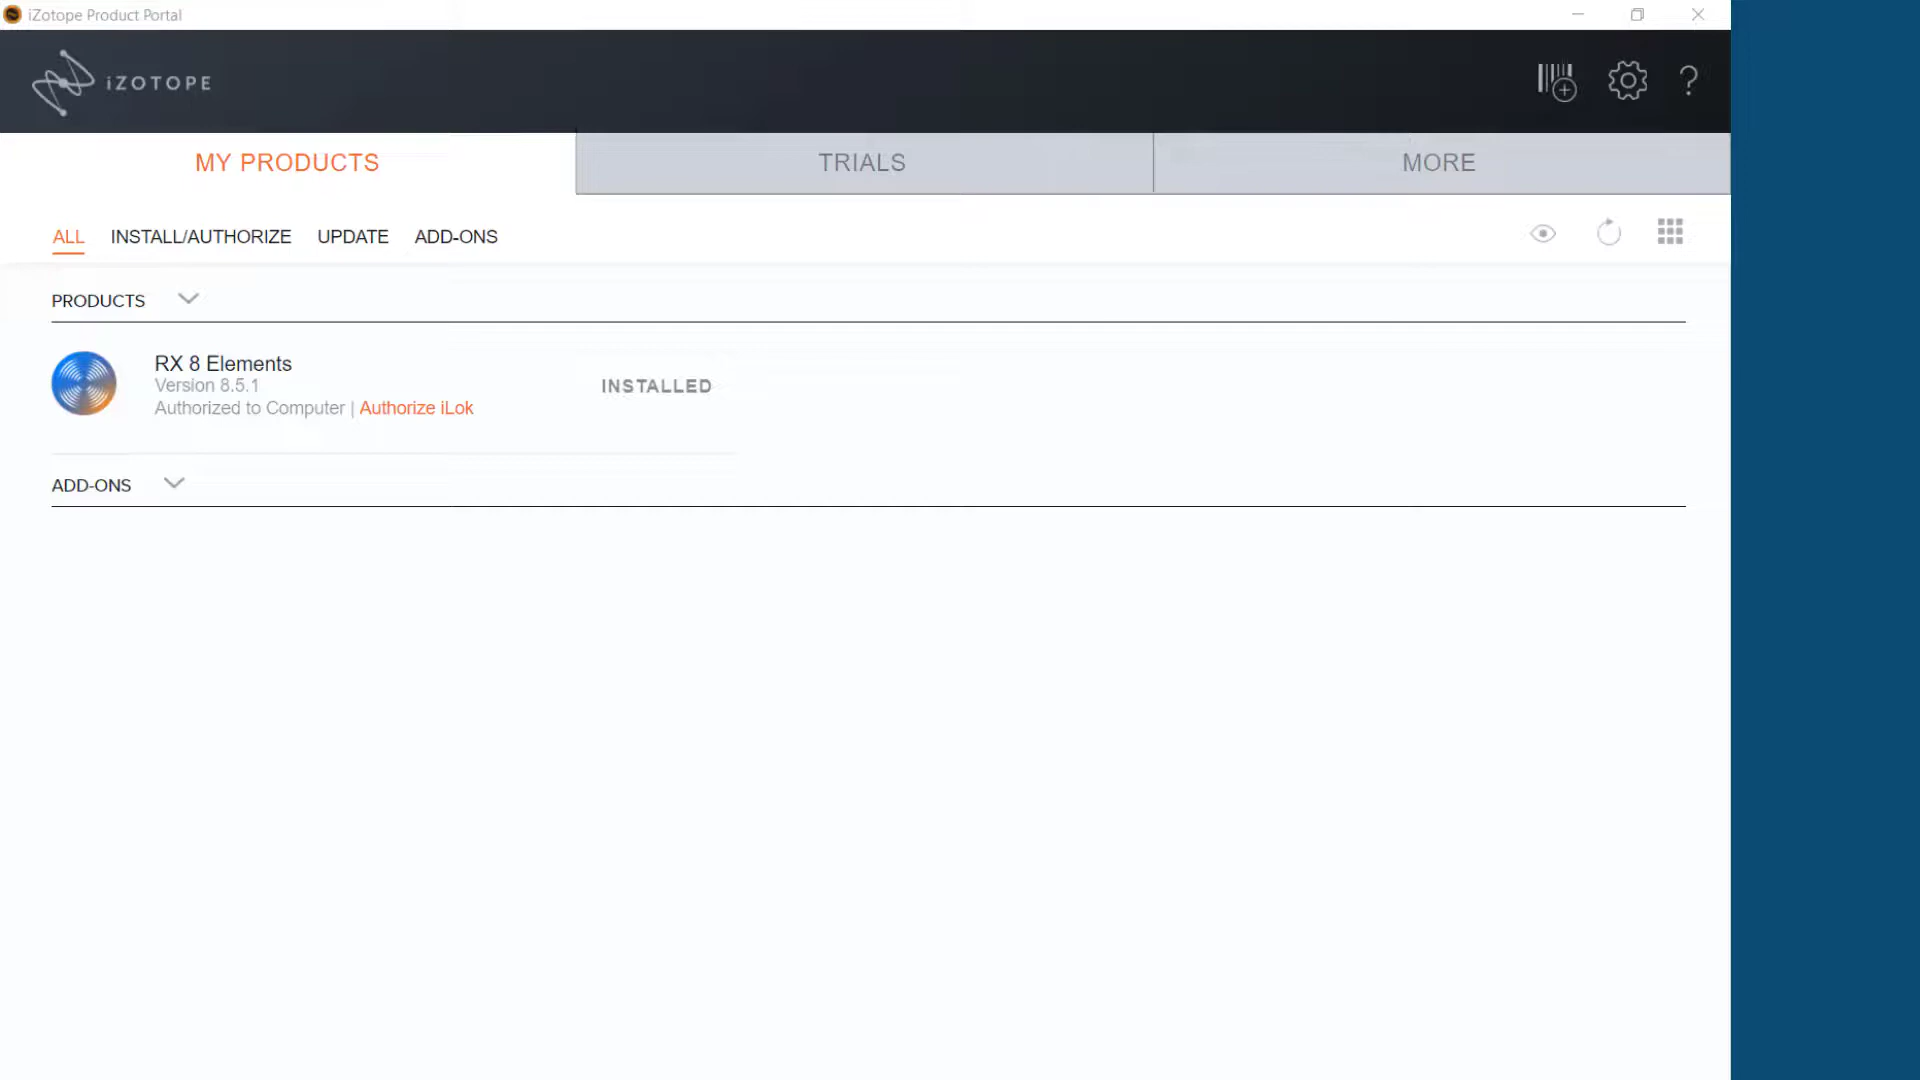 iZotope Product Portal
iZOTOPE
?
MY PRODUCTS
TRIALS
MORE
ALL
INSTALL/AUTHORIZE
UPDATE
ADD-ONS
PRODUCTS
RX 8 Elements
Version 8.5.1
Authorized to Computer | Authorize iLok
INSTALLED
ADD-ONS